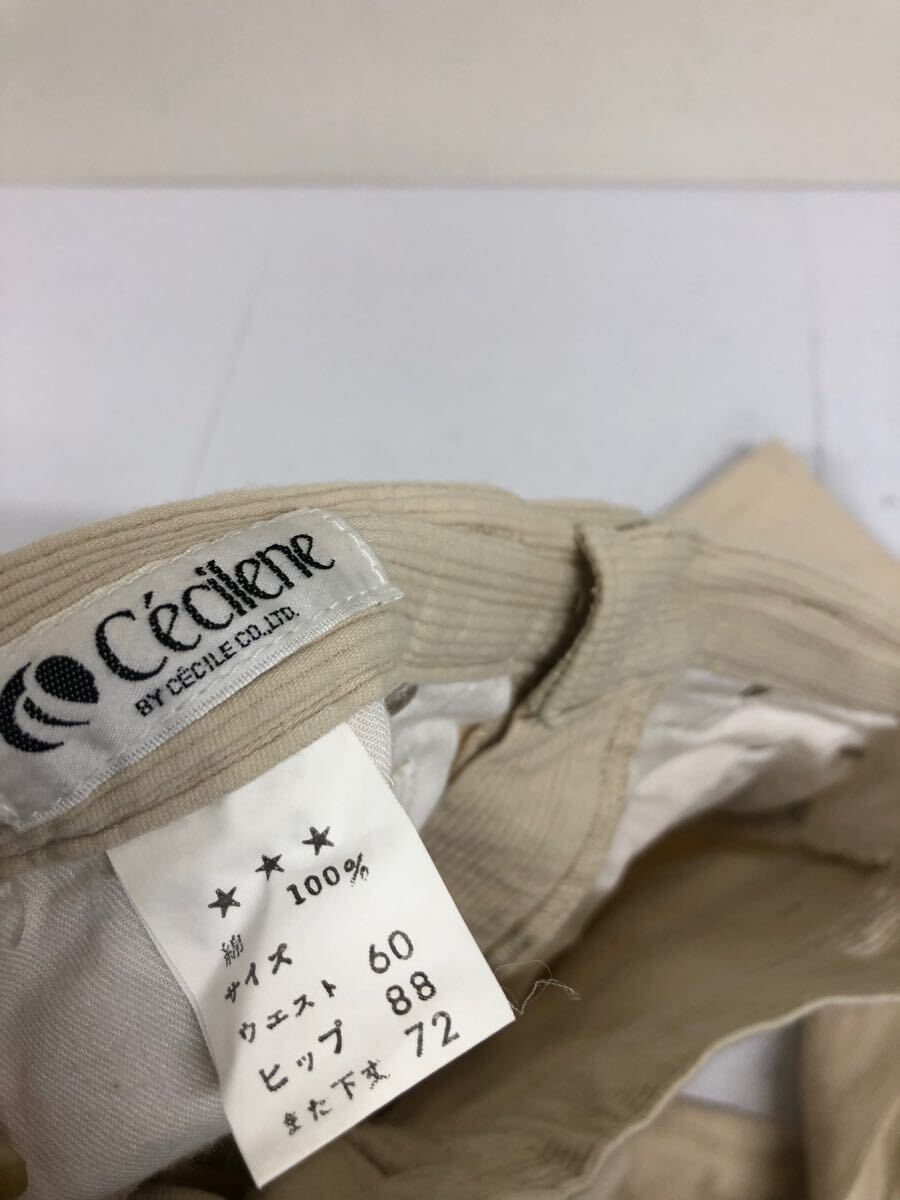 Cécilene
BY CÉCILE CO.,LTD.
★★★
綿 100%
サイズ
ウエスト 60
ヒップ 88
また下丈 72